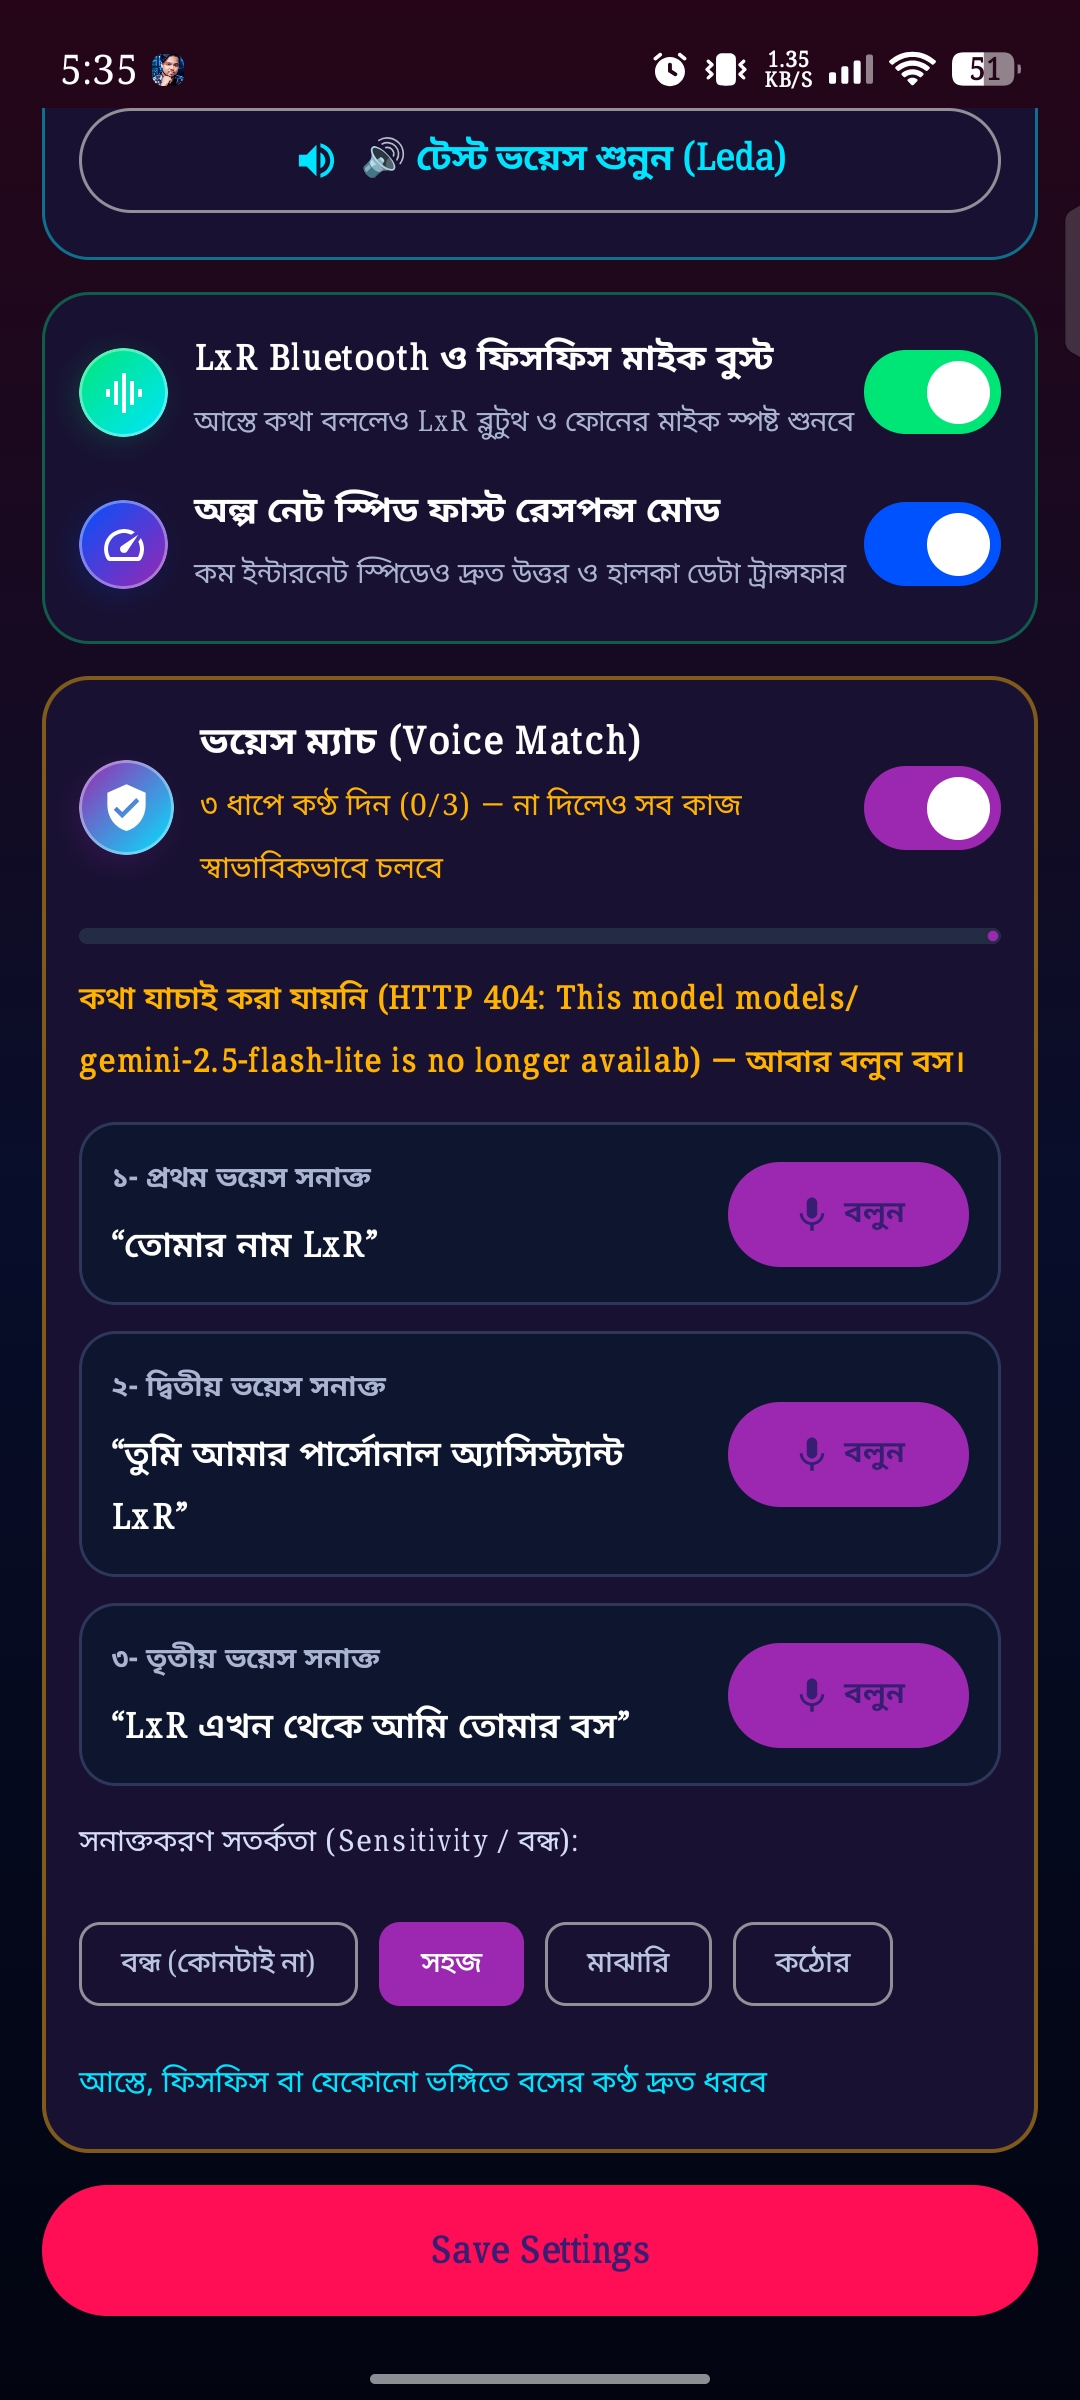 5:35
1.35
KB/S
51
🔊 টেস্ট ভয়েস শুনুন (Leda)
LxR Bluetooth ও ফিসফিস মাইক বুস্ট
আস্তে কথা বললেও LxR ব্লুটুথ ও ফোনের মাইক স্পষ্ট শুনবে
অল্প নেট স্পিড ফাস্ট রেসপন্স মোড
কম ইন্টারনেট স্পিডেও দ্রুত উত্তর ও হালকা ডেটা ট্রান্সফার
ভয়েস ম্যাচ (Voice Match)
৩ ধাপে কণ্ঠ দিন (0/3) — না দিলেও সব কাজ
স্বাভাবিকভাবে চলবে
কথা যাচাই করা যায়নি (HTTP 404: This model models/
gemini-2.5-flash-lite is no longer availab) — আবার বলুন বস।
১- প্রথম ভয়েস সনাক্ত
“তোমার নাম LxR”
বলুন
২- দ্বিতীয় ভয়েস সনাক্ত
“তুমি আমার পার্সোনাল অ্যাসিস্ট্যান্ট
LxR”
বলুন
৩- তৃতীয় ভয়েস সনাক্ত
“LxR এখন থেকে আমি তোমার বস”
বলুন
সনাক্তকরণ সতর্কতা (Sensitivity / বন্ধ):
বন্ধ (কোনটাই না)
সহজ
মাঝারি
কঠোর
আস্তে, ফিসফিস বা যেকোনো ভঙ্গিতে বসের কণ্ঠ দ্রুত ধরবে
Save Settings